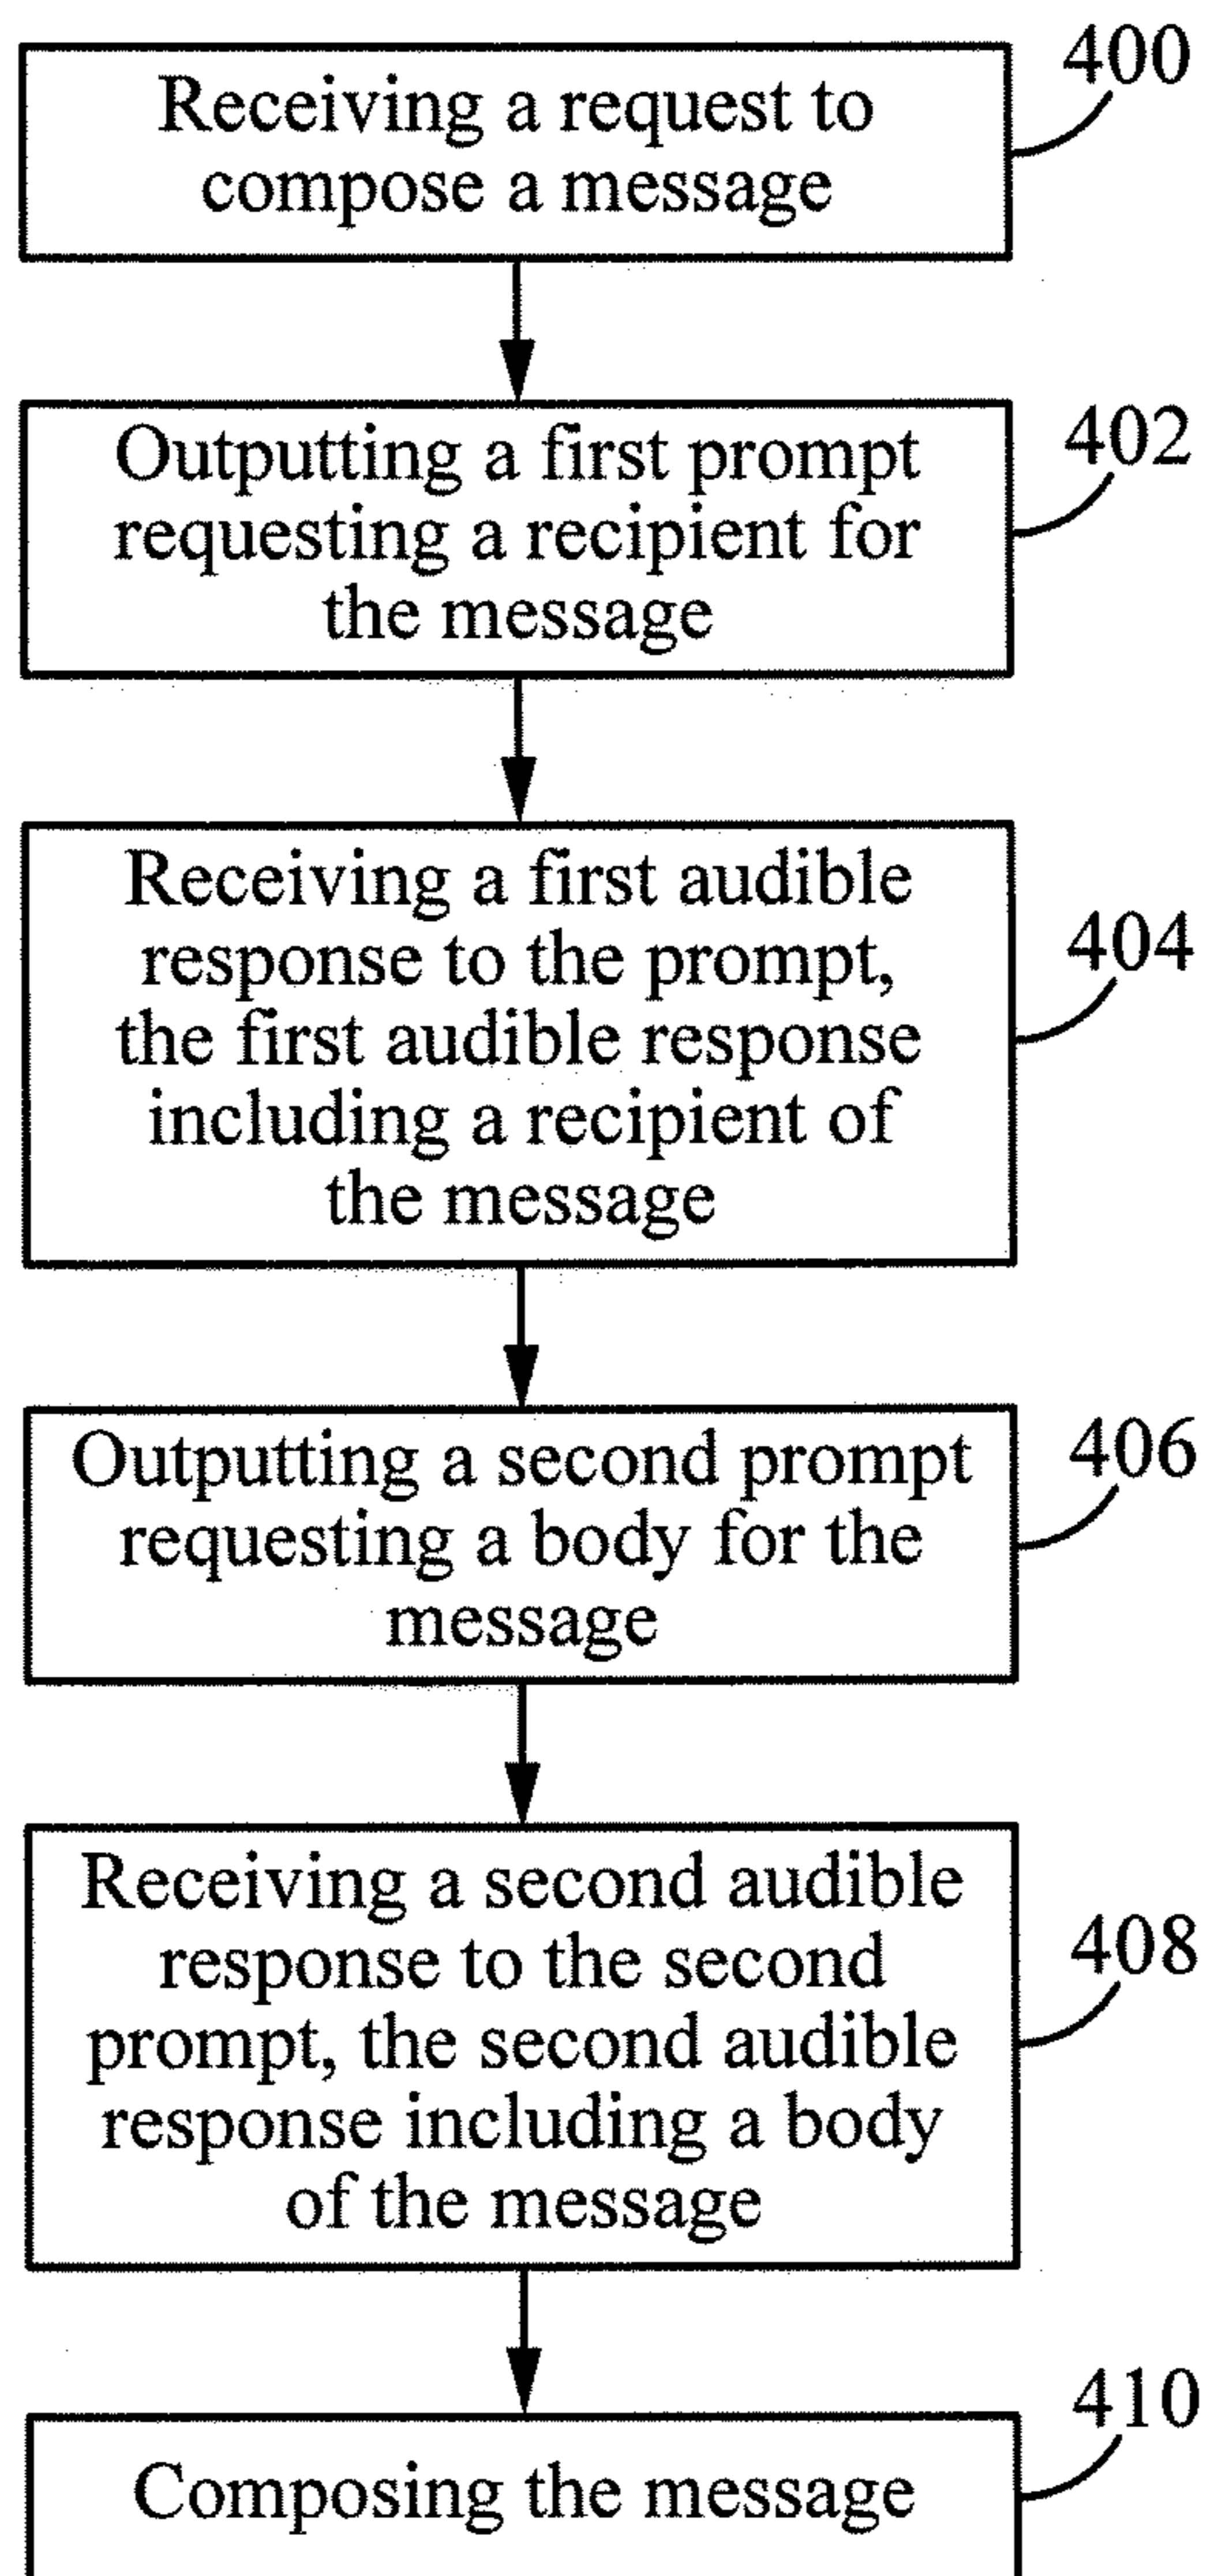 400
Receiving a request to
compose a message
402
Outputting a first prompt
requesting a recipient for
the message
404
Receiving a first audible
response to the prompt,
the first audible response
including a recipient of
the message
406
Outputting a second prompt
requesting a body for the
message
408
Receiving a second audible
response to the second
prompt, the second audible
response including a body
of the message
410
Composing the message